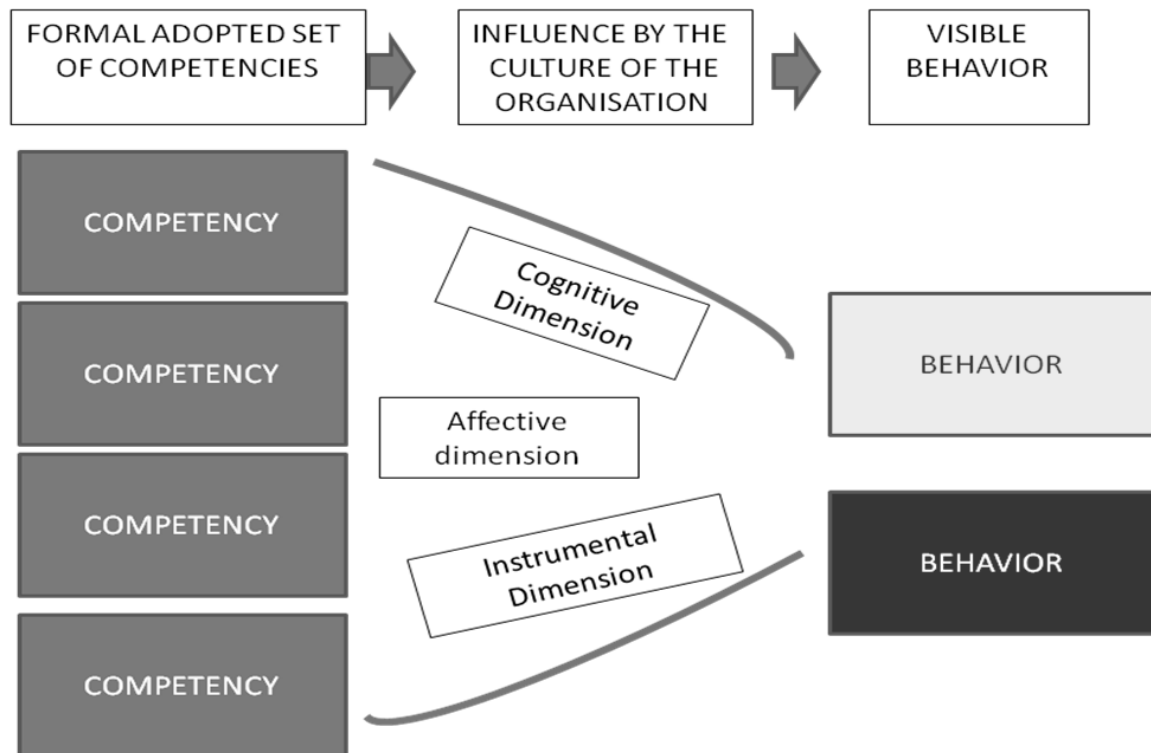 FORMAL ADOPTED SET
OF COMPETENCIES
INFLUENCE BY THE
CULTURE OF THE
ORGANISATION
VISIBLE
BEHAVIOR
COMPETENCY
COMPETENCY
COMPETENCY
COMPETENCY
Cognitive
Dimension
Affective
dimension
Instrumental
Dimension
BEHAVIOR
BEHAVIOR